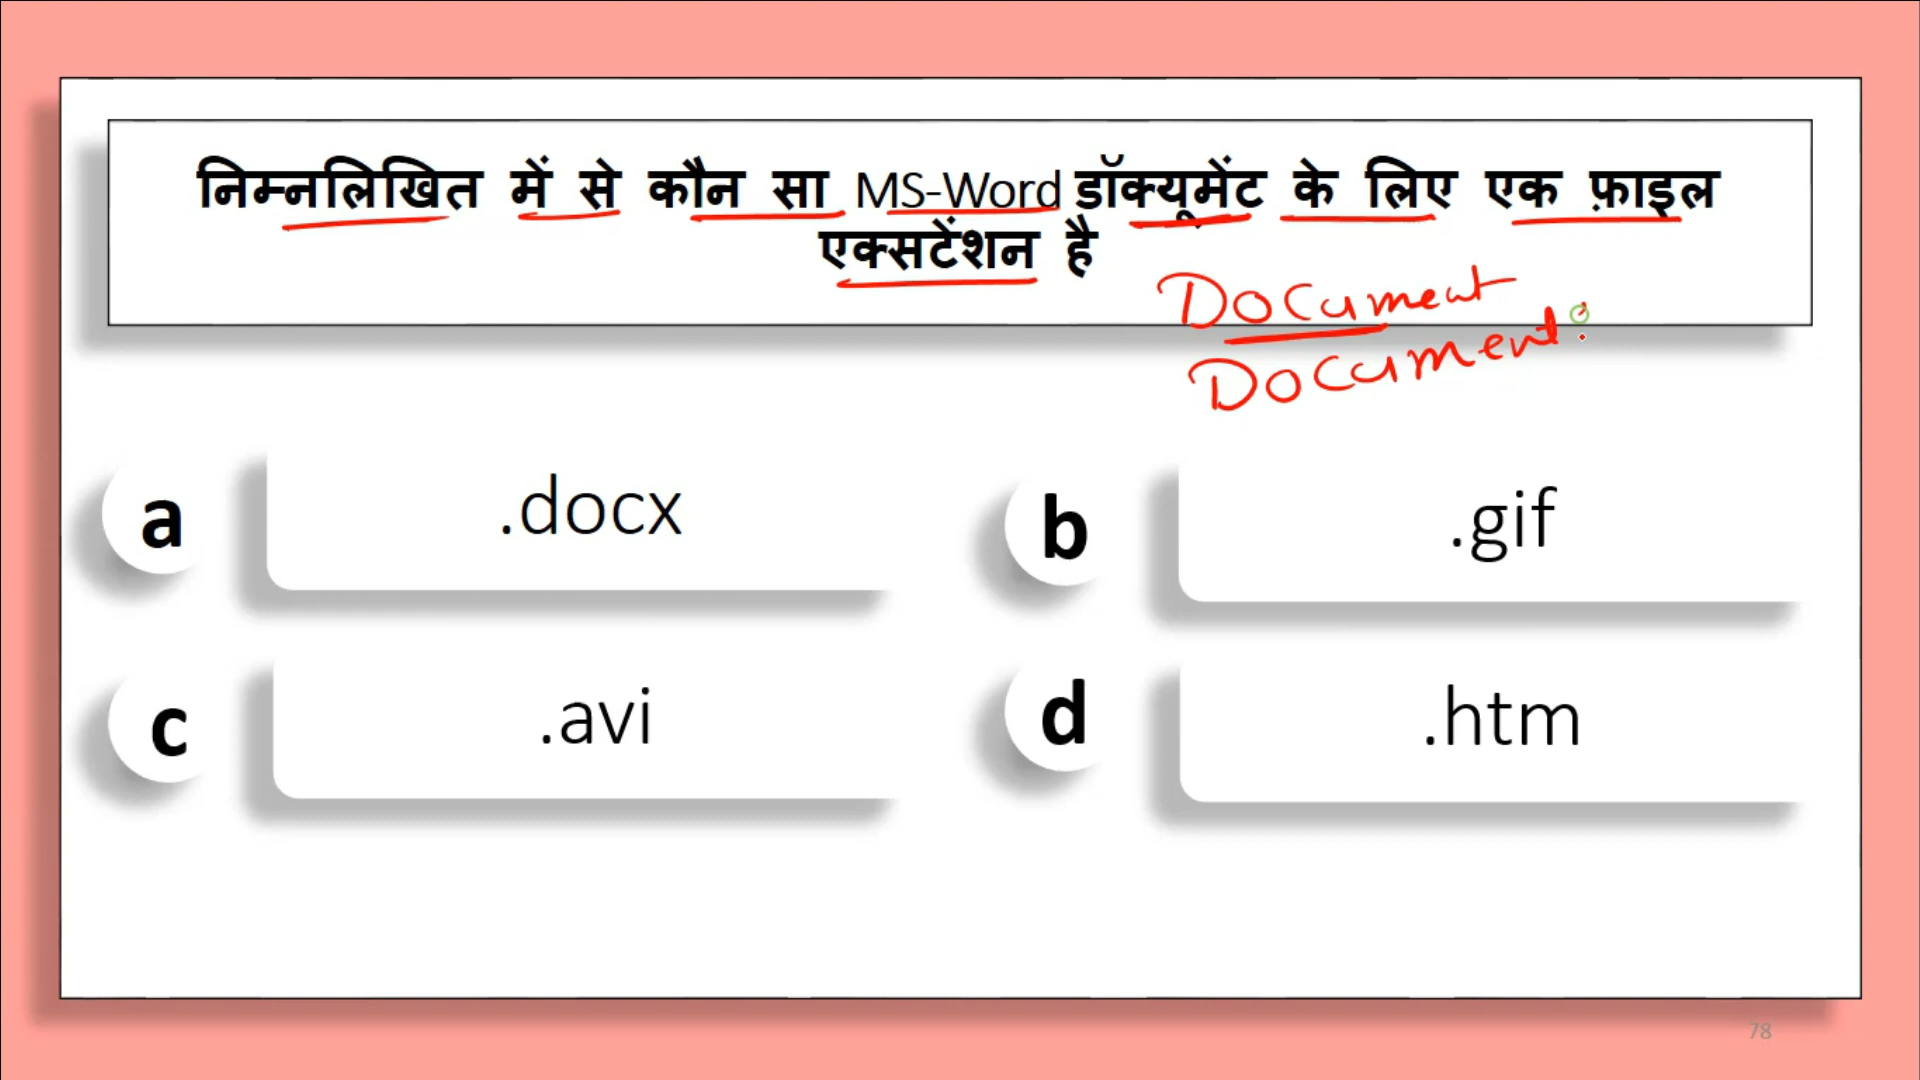 निम्नलिखित में से कौन सा MS-Word डॉक्यूमेंट के लिए एक फ़ाइल
एक्सटेंशन है
Document
Document
a .docx
b .gif
c .avi
d .htm
78